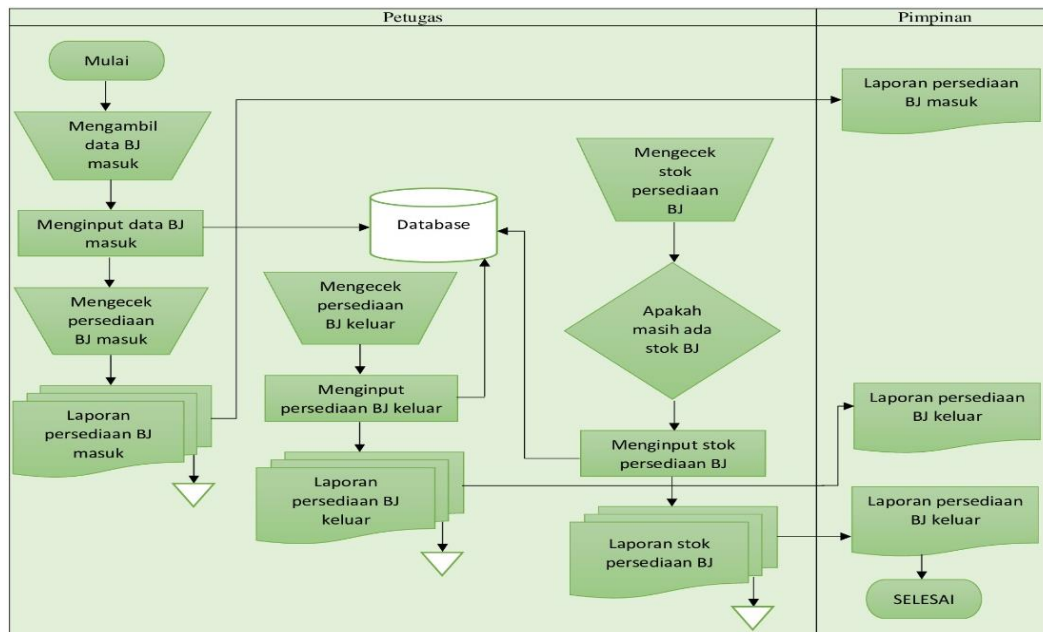 Petugas
Pimpinan
Mulai
Mengambil
data BJ
masuk
Menginput data BJ
masuk
Mengecek
persediaan
BJ masuk
Laporan
persediaan BJ
masuk
Database
Mengecek
persediaan
BJ keluar
Menginput
persediaan BJ keluar
Laporan
persediaan BJ
keluar
Mengecek
stok
persediaan
BJ
Apakah
masih ada
stok BJ
Menginput stok
persediaan BJ
Laporan stok
persediaan BJ
Laporan persediaan
BJ masuk
Laporan persediaan
BJ keluar
Laporan persediaan
BJ keluar
SELESAI